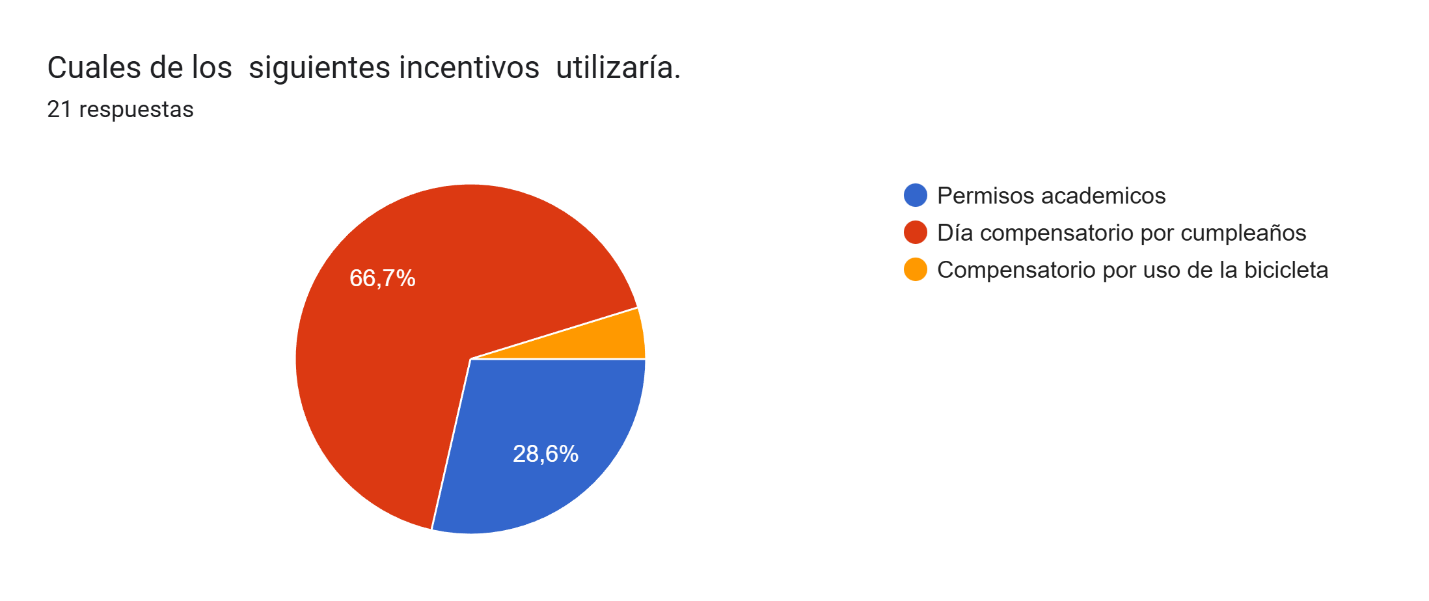 Cuales de los  siguientes incentivos  utilizaría.
21 respuestas
66,7%
28,6%
Permisos academicos
Día compensatorio por cumpleaños
Compensatorio por uso de la bicicleta